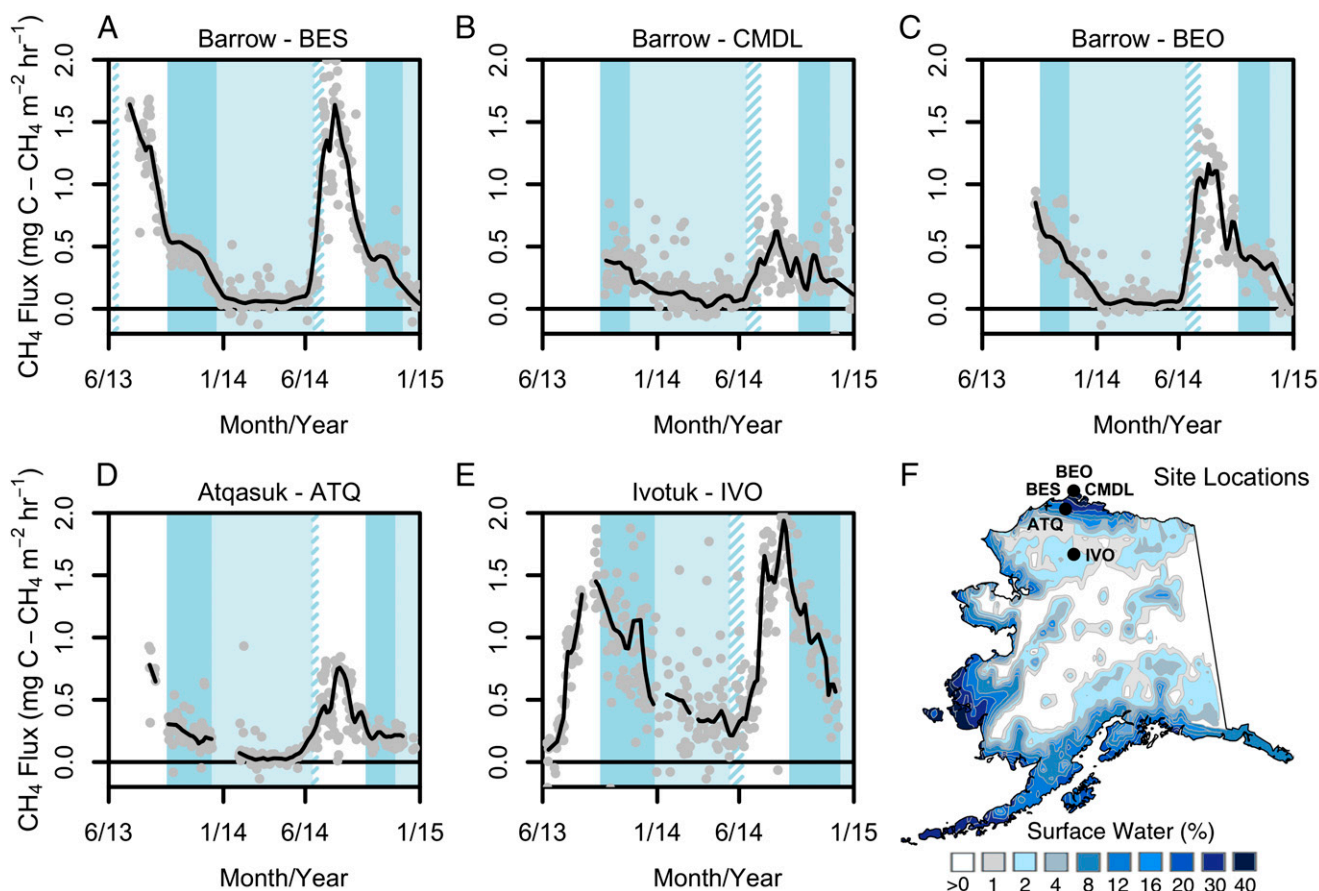 A
Barrow - BES
B
Barrow - CMDL
C
Barrow - BEO
CH₄ Flux (mg C – CH₄ m⁻² hr⁻¹)
2.0
1.5
1.0
0.5
0.0
6/13 1/14 6/14 1/15
Month/Year
2.0
1.5
1.0
0.5
0.0
6/13 1/14 6/14 1/15
Month/Year
2.0
1.5
1.0
0.5
0.0
6/13 1/14 6/14 1/15
Month/Year
D
Atqasuk - ATQ
E
Ivotuk - IVO
F
Site Locations
CH₄ Flux (mg C – CH₄ m⁻² hr⁻¹)
2.0
1.5
1.0
0.5
0.0
6/13 1/14 6/14 1/15
Month/Year
2.0
1.5
1.0
0.5
0.0
6/13 1/14 6/14 1/15
Month/Year
BEO
BES CMDL
ATQ
IVO
Surface Water (%)
>0 1 2 4 8 12 16 20 30 40